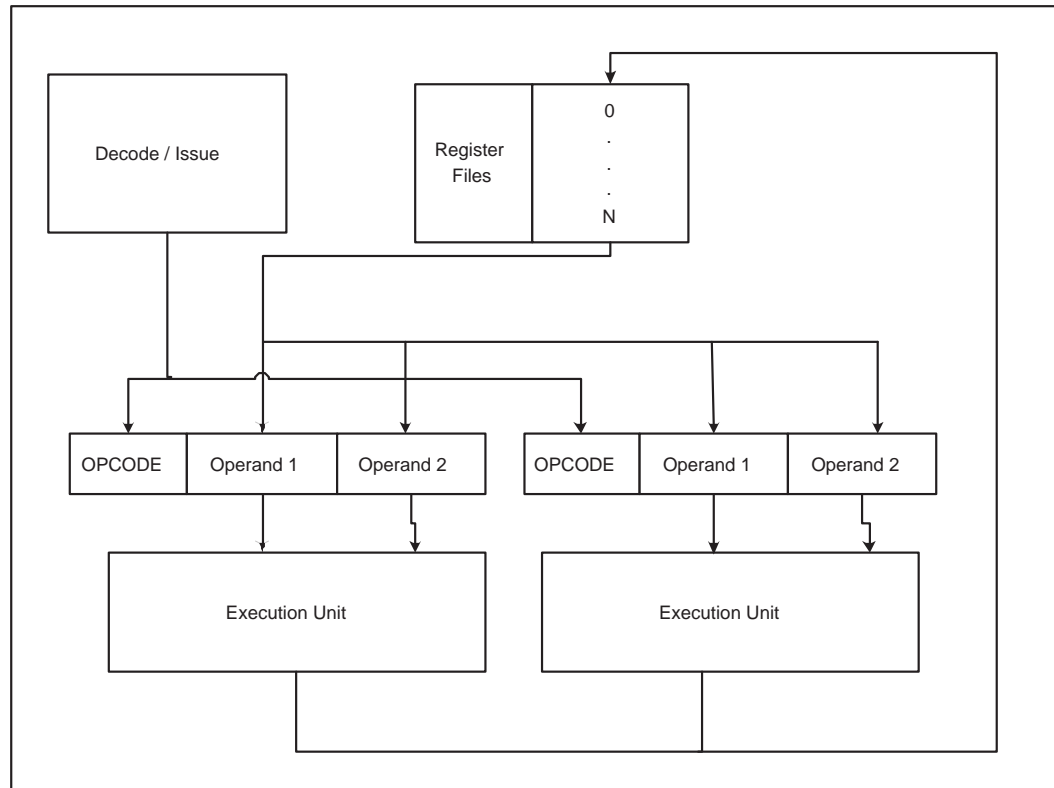 Decode / Issue
Register
Files
0
.
.
.
N
OPCODE
Operand 1
Operand 2
OPCODE
Operand 1
Operand 2
Execution Unit
Execution Unit